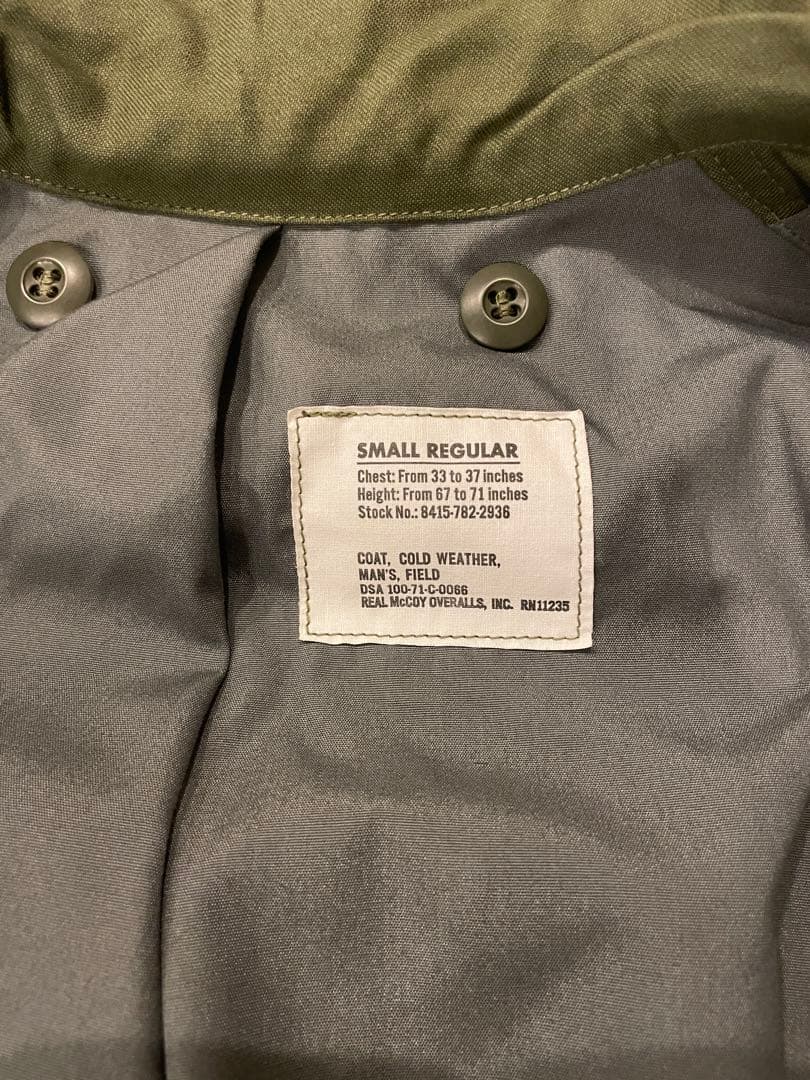 SMALL REGULAR
Chest: From 33 to 37 inches
Height: From 67 to 71 inches
Stock No.: 8415-782-2936
COAT, COLD WEATHER,
MAN'S, FIELD
DSA 100-71-C-0066
REAL McCOY OVERALLS, INC. RN11235